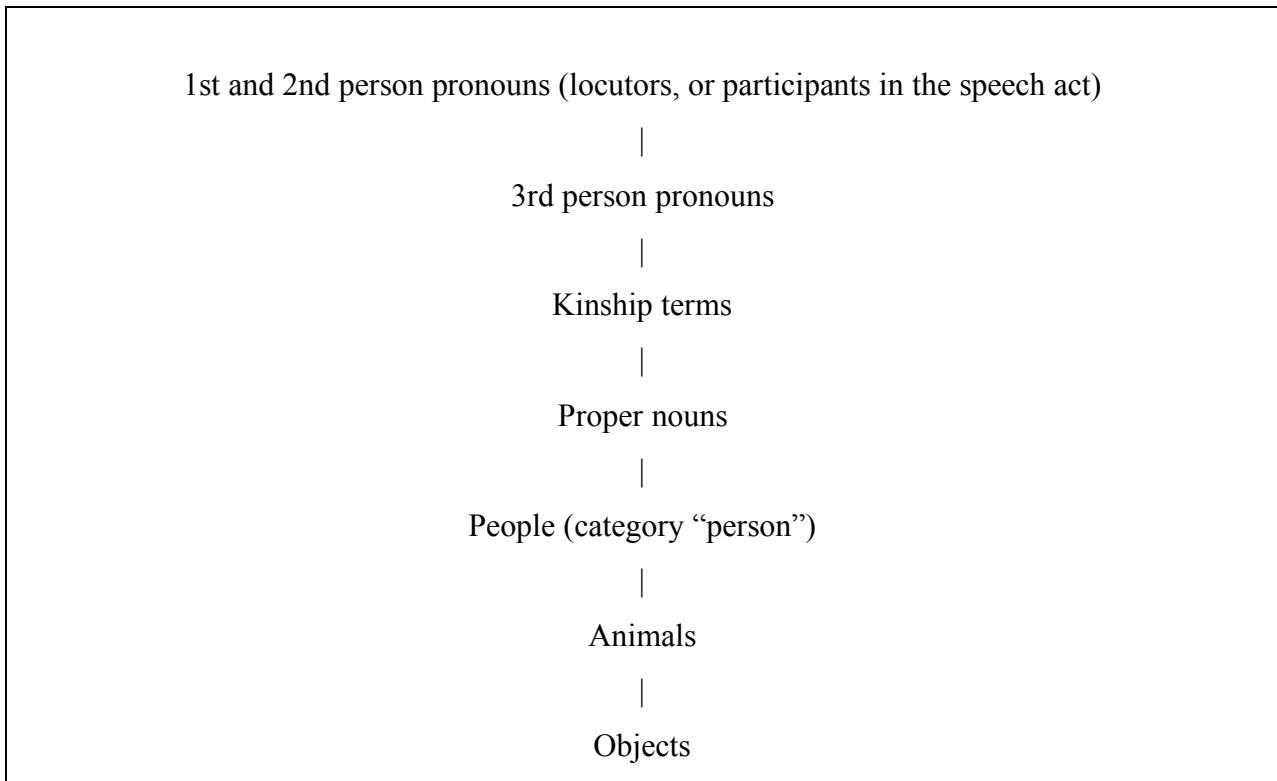 1st and 2nd person pronouns (locutors, or participants in the speech act)
|
3rd person pronouns
|
Kinship terms
|
Proper nouns
|
People (category “person”)
|
Animals
|
Objects